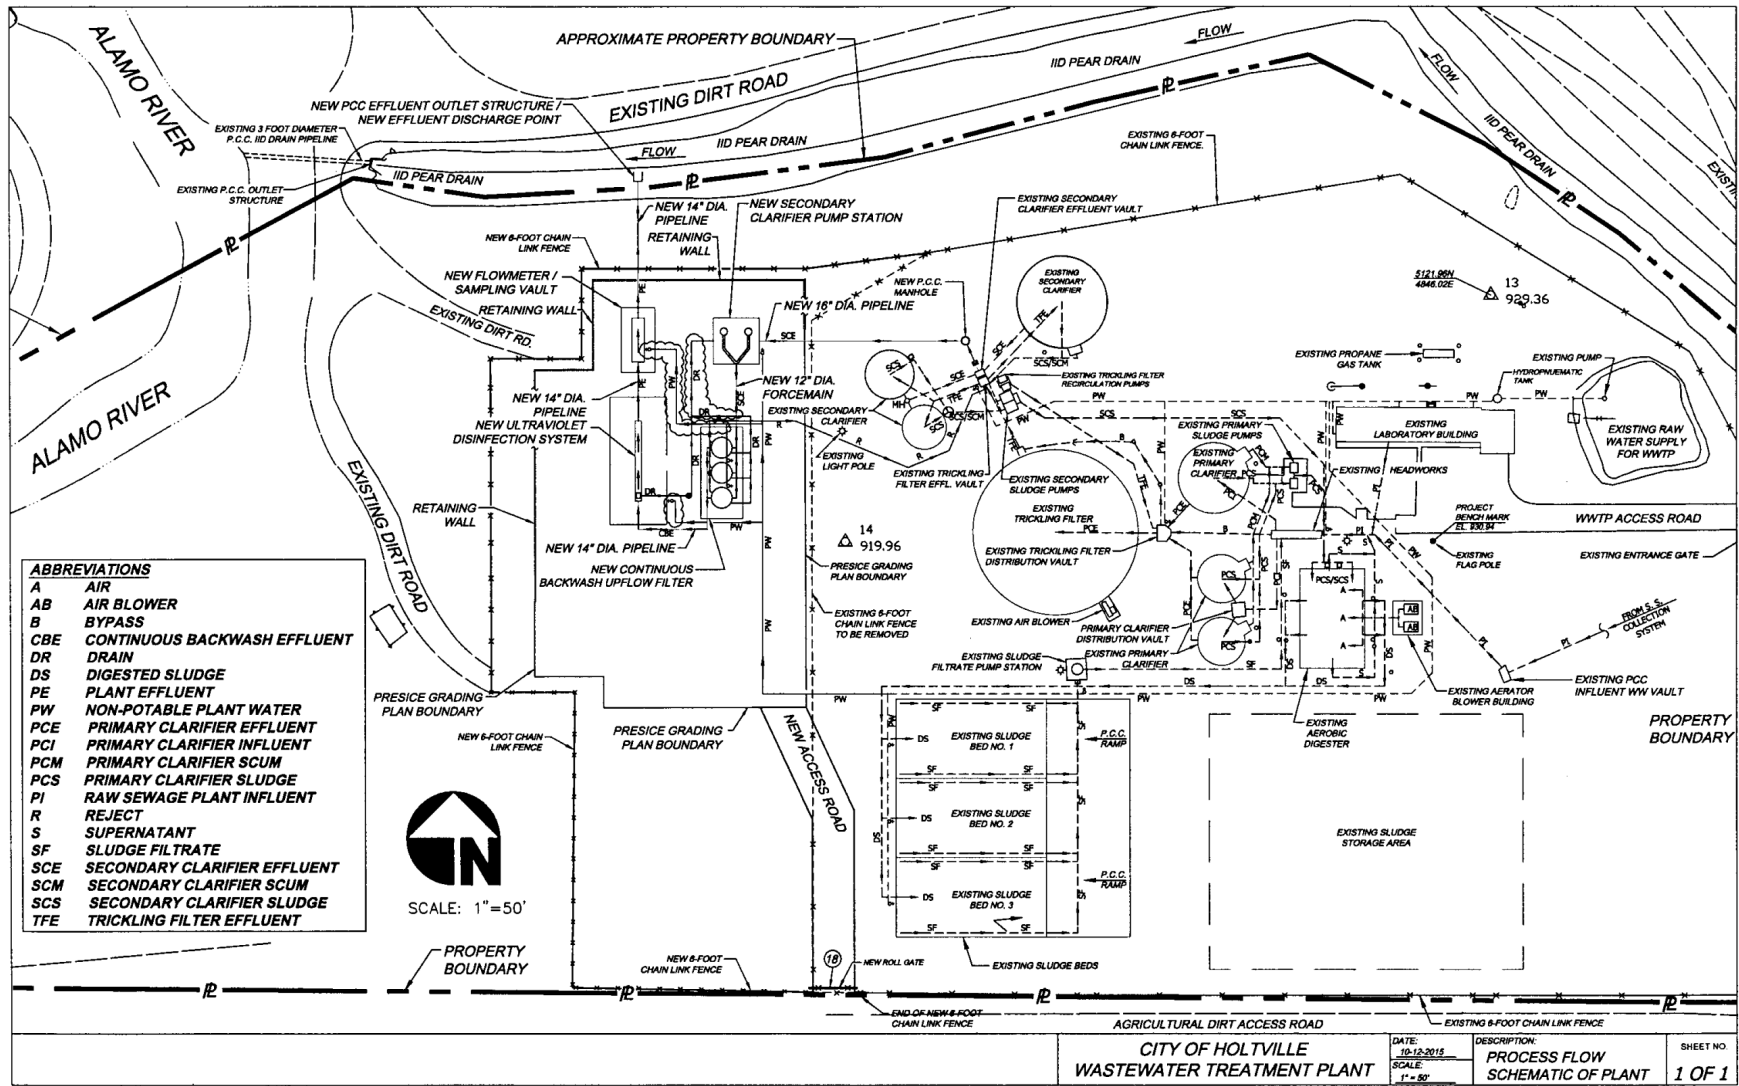 ALAMO RIVER
APPROXIMATE PROPERTY BOUNDARY
FLOW
IID PEAR DRAIN
FLOW
EXISTING DIRT ROAD
NEW PCC EFFLUENT OUTLET STRUCTURE /
NEW EFFLUENT DISCHARGE POINT
EXISTING 3 FOOT DIAMETER
P.C.C. IID DRAIN PIPELINE
IID PEAR DRAIN
FLOW
IID PEAR DRAIN
EXISTING P.C.C. OUTLET
STRUCTURE
EXISTING 6-FOOT
CHAIN LINK FENCE.
IID PEAR DRAIN
NEW 14" DIA.
PIPELINE
NEW SECONDARY
CLARIFIER PUMP STATION
RETAINING
WALL
NEW 6-FOOT CHAIN
LINK FENCE
EXISTING SECONDARY
CLARIFIER EFFLUENT VAULT
NEW FLOWMETER /
SAMPLING VAULT
RETAINING WALL
EXISTING DIRT RD.
NEW 16" DIA. PIPELINE
NEW P.C.C.
MANHOLE
EXISTING
SECONDARY
CLARIFIER
5121.96N
4846.02E
13
929.36
EXISTING PROPANE
GAS TANK
EXISTING PUMP
HYDROPNUEMATIC
TANK
EXISTING RAW
WATER SUPPLY
FOR WWTP
EXISTING TRICKLING FILTER
RECIRCULATION PUMPS
NEW 12" DIA.
FORCEMAIN
NEW 14" DIA.
PIPELINE
NEW ULTRAVIOLET
DISINFECTION SYSTEM
EXISTING SECONDARY
CLARIFIER
MH
EXISTING
LIGHT POLE
EXISTING TRICKLING
FILTER EFFL. VAULT
EXISTING SECONDARY
SLUDGE PUMPS
EXISTING PRIMARY
SLUDGE PUMPS
EXISTING
LABORATORY BUILDING
EXISTING
PRIMARY
CLARIFIER
EXISTING HEADWORKS
ALAMO RIVER
EXISTING DIRT ROAD
RETAINING
WALL
EXISTING
TRICKLING FILTER
PROJECT
BENCH MARK
EL. 930.94
WWTP ACCESS ROAD
EXISTING ENTRANCE GATE
EXISTING
FLAG POLE
NEW 14" DIA. PIPELINE
NEW CONTINUOUS
BACKWASH UPFLOW FILTER
14
919.96
PRESICE GRADING
PLAN BOUNDARY
EXISTING TRICKLING FILTER
DISTRIBUTION VAULT
EXISTING 6-FOOT
CHAIN LINK FENCE
TO BE REMOVED
EXISTING AIR BLOWER
PRIMARY CLARIFIER
DISTRIBUTION VAULT
EXISTING PRIMARY
CLARIFIER
PCS/SCS
AB
AB
FROM S. S.
COLLECTION
SYSTEM
EXISTING SLUDGE
FILTRATE PUMP STATION
EXISTING PCC
INFLUENT WW VAULT
EXISTING AERATOR
BLOWER BUILDING
EXISTING
AEROBIC
DIGESTER
PROPERTY
BOUNDARY
ABBREVIATIONS
A AIR
AB AIR BLOWER
B BYPASS
CBE CONTINUOUS BACKWASH EFFLUENT
DR DRAIN
DS DIGESTED SLUDGE
PE PLANT EFFLUENT
PW NON-POTABLE PLANT WATER
PCE PRIMARY CLARIFIER EFFLUENT
PCI PRIMARY CLARIFIER INFLUENT
PCM PRIMARY CLARIFIER SCUM
PCS PRIMARY CLARIFIER SLUDGE
PI RAW SEWAGE PLANT INFLUENT
R REJECT
S SUPERNATANT
SF SLUDGE FILTRATE
SCE SECONDARY CLARIFIER EFFLUENT
SCM SECONDARY CLARIFIER SCUM
SCS SECONDARY CLARIFIER SLUDGE
TFE TRICKLING FILTER EFFLUENT
PRESICE GRADING
PLAN BOUNDARY
PRESICE GRADING
PLAN BOUNDARY
NEW 6-FOOT CHAIN
LINK FENCE
NEW ACCESS ROAD
N
SCALE: 1"=50'
EXISTING SLUDGE
BED NO. 1
P.C.C.
RAMP
EXISTING SLUDGE
BED NO. 2
EXISTING SLUDGE
BED NO. 3
P.C.C.
RAMP
EXISTING SLUDGE
STORAGE AREA
PROPERTY
BOUNDARY
NEW 6-FOOT
CHAIN LINK FENCE
18
NEW ROLL GATE
EXISTING SLUDGE BEDS
END OF NEW 6-FOOT
CHAIN LINK FENCE
AGRICULTURAL DIRT ACCESS ROAD
EXISTING 6-FOOT CHAIN LINK FENCE
CITY OF HOLTVILLE
WASTEWATER TREATMENT PLANT
DATE:
10-12-2015
SCALE:
1" = 50'
DESCRIPTION:
PROCESS FLOW
SCHEMATIC OF PLANT
SHEET NO.
1 OF 1